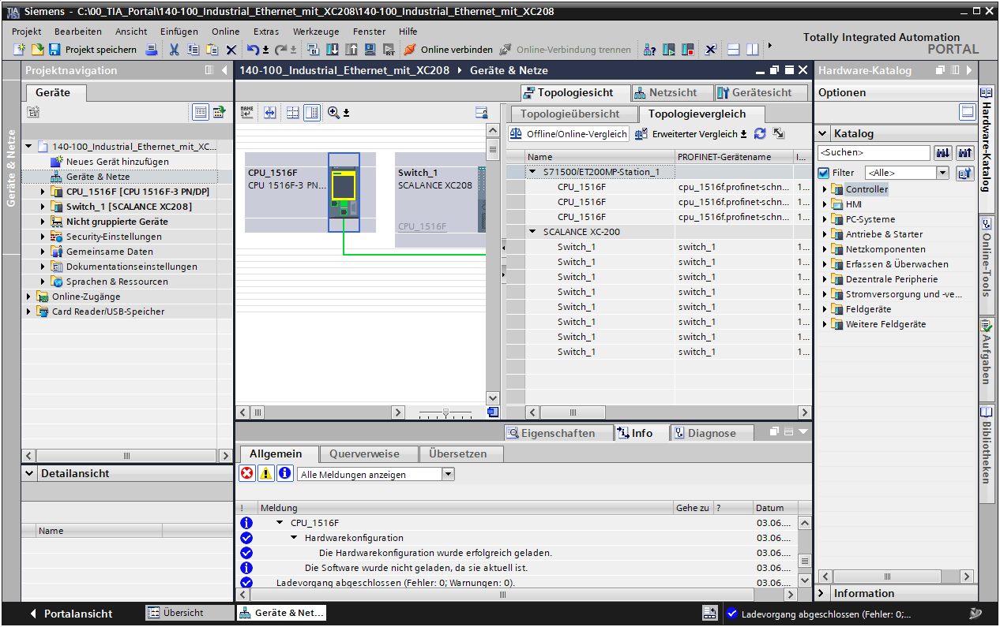 Siemens - C:\00_TIA_Portal\140-100_Industrial_Ethernet_mit_XC208\140-100_Industrial_Ethernet_mit_XC208
Projekt Bearbeiten Ansicht Einfügen Online Extras Werkzeuge Fenster Hilfe
Totally Integrated Automation
PORTAL
Projekt speichern Online verbinden Online-Verbindung trennen
Projektnavigation
140-100_Industrial_Ethernet_mit_XC208 Geräte & Netze
Hardware-Katalog
Geräte
Topologiesicht Netzsicht Gerätesicht
Optionen
Topologieübersicht Topologievergleich
NAME
Offline/Online-Vergleich Erweiterter Vergleich
Katalog
<Suchen>
Filter <Alle>
Name PROFINET-Gerätename I...
140-100_Industrial_Ethernet_mit_XC...
Neues Gerät hinzufügen
Geräte & Netze
CPU_1516F [CPU 1516F-3 PN/DP]
Switch_1 [SCALANCE XC208]
Nicht gruppierte Geräte
Security-Einstellungen
Gemeinsame Daten
Dokumentationseinstellungen
Sprachen & Ressourcen
Online-Zugänge
Card Reader/USB-Speicher
CPU_1516F
CPU 1516F-3 PN...
Switch_1
SCALANCE XC208
CPU_1516F
S71500/ET200MP-Station_1
CPU_1516F cpu_1516f.profinet-schn... 1...
CPU_1516F cpu_1516f.profinet-schn... 1...
CPU_1516F cpu_1516f.profinet-schn... 1...
SCALANCE XC-200
Switch_1 switch_1 1...
Switch_1 switch_1 1...
Switch_1 switch_1 1...
Switch_1 switch_1 1...
Switch_1 switch_1 1...
Switch_1 switch_1 1...
Switch_1 switch_1 1...
Switch_1 switch_1 1...
Controller
HMI
PC-Systeme
Antriebe & Starter
Netzkomponenten
Erfassen & Überwachen
Dezentrale Peripherie
Stromversorgung und -ve...
Feldgeräte
Weitere Feldgeräte
Geräte & Netze
Hardware-Katalog
Online-Tools
Aufgaben
Bibliotheken
Eigenschaften Info Diagnose
Allgemein Querverweise Übersetzen
Alle Meldungen anzeigen
! Meldung Gehe zu ? Datum
CPU_1516F 03.06....
Hardwarekonfiguration 03.06....
Die Hardwarekonfiguration wurde erfolgreich geladen. 03.06....
Die Software wurde nicht geladen, da sie aktuell ist. 03.06....
Ladevorgang abgeschlossen (Fehler: 0; Warnungen: 0). 03.06....
Detailansicht
Name
Information
Portalansicht Übersicht Geräte & Net... Ladevorgang abgeschlossen (Fehler: 0;...